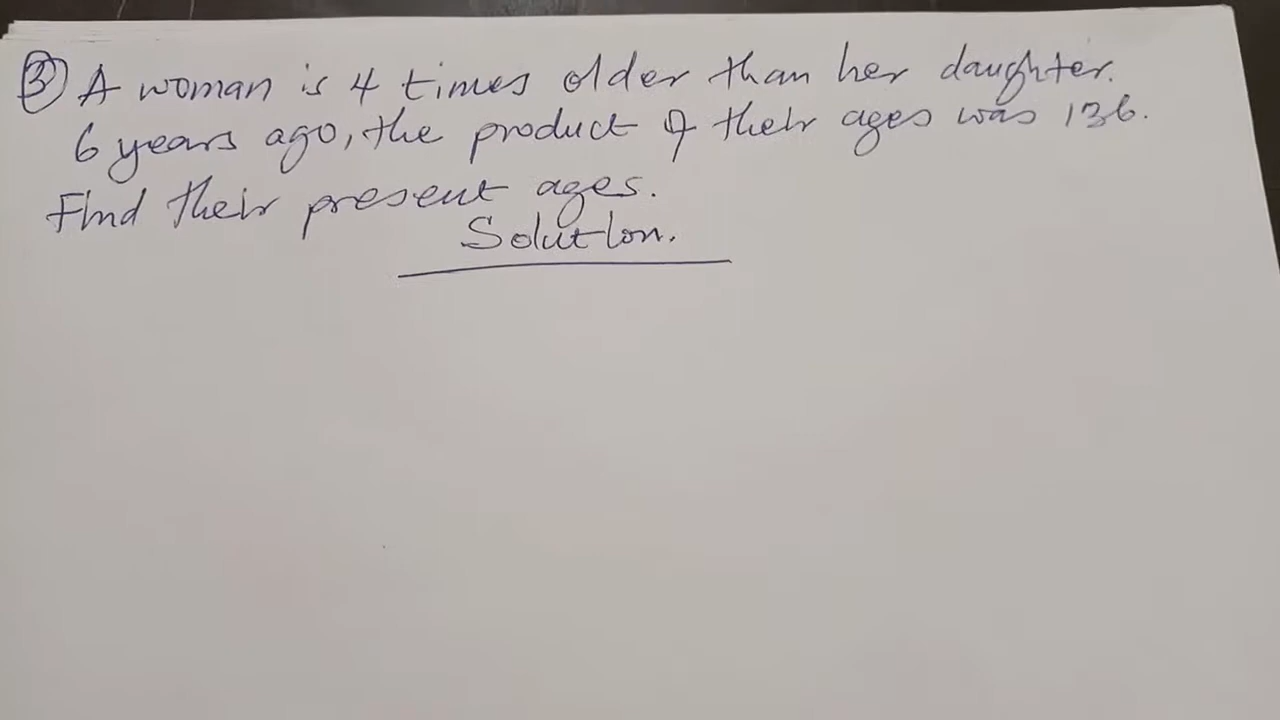 ③ A woman is 4 times older than her daughter.
6 years ago, the product of their ages was 136.
Find their present ages.
Solution.